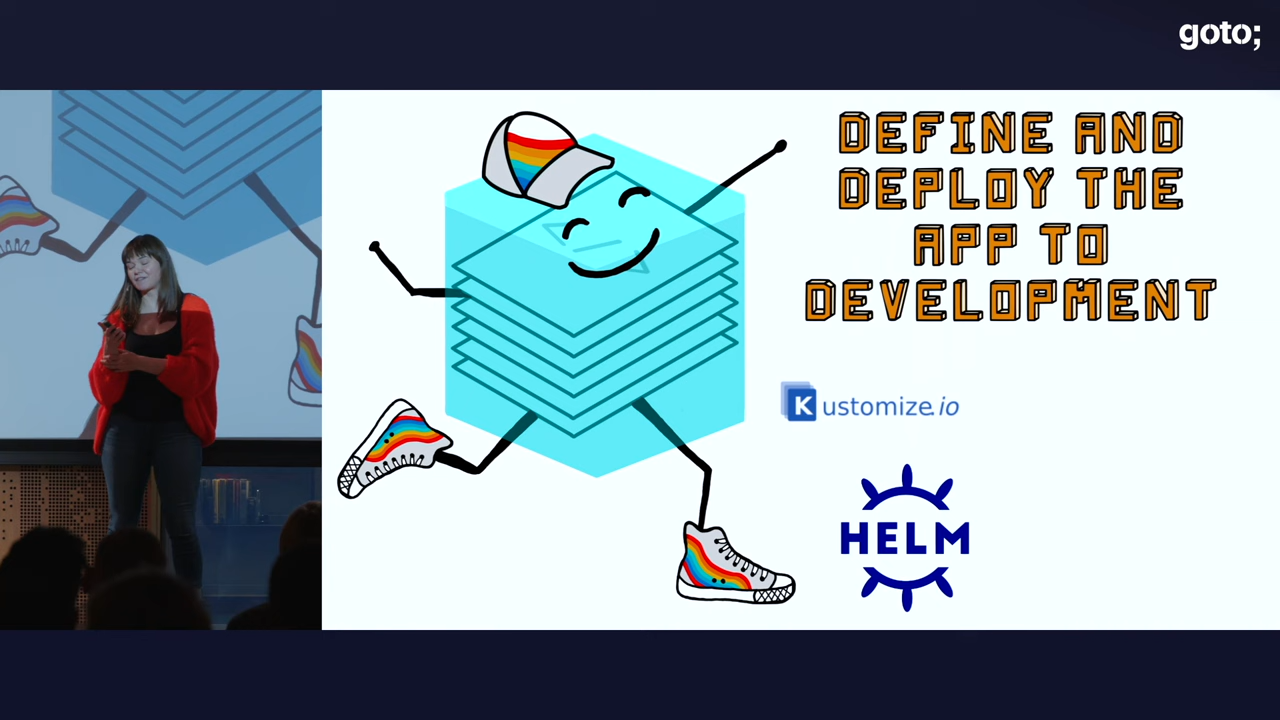 goto;
DEFINE AND
DEPLOY THE
APP TO
DEVELOPMENT
Kustomize.io
HELM